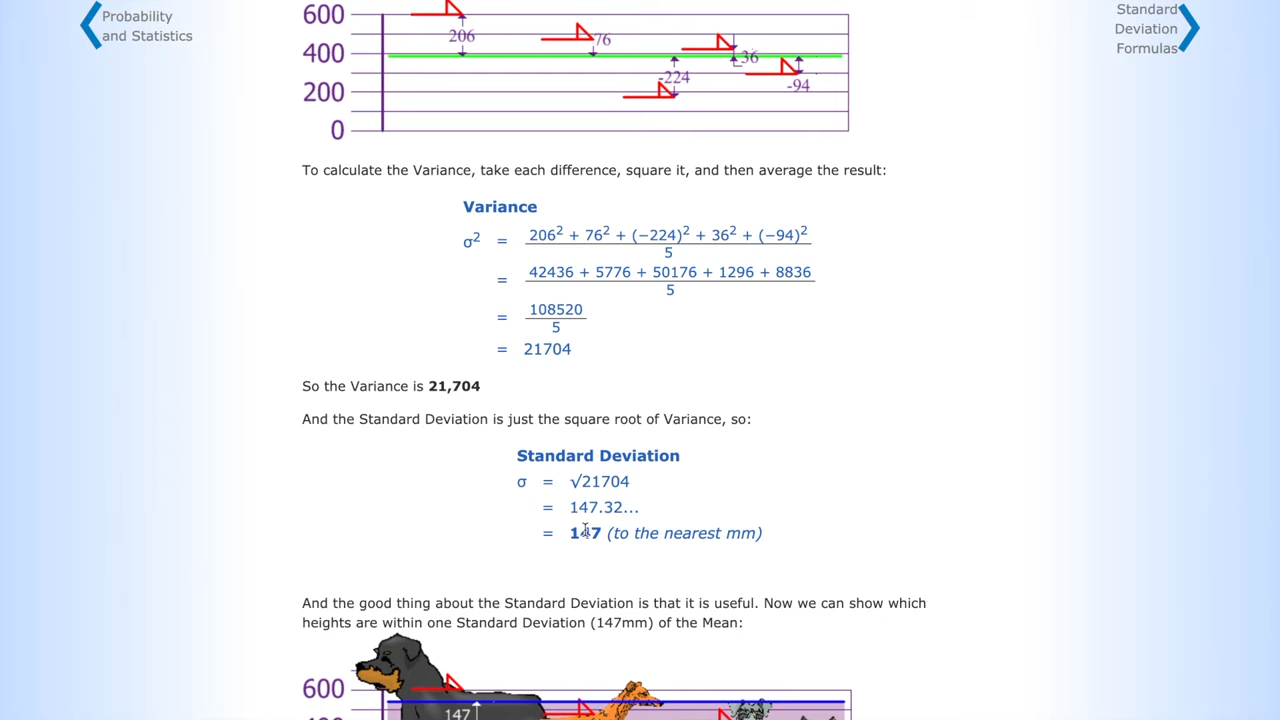 Probability
and Statistics
Standard
Deviation
Formulas
600
400
200
0
206
76
-224
36
-94
To calculate the Variance, take each difference, square it, and then average the result:
Variance
σ² = 206² + 76² + (−224)² + 36² + (−94)²
5
= 42436 + 5776 + 50176 + 1296 + 8836
5
= 108520
5
= 21704
So the Variance is 21,704
And the Standard Deviation is just the square root of Variance, so:
Standard Deviation
σ = √21704
= 147.32...
= 147 (to the nearest mm)
And the good thing about the Standard Deviation is that it is useful. Now we can show which
heights are within one Standard Deviation (147mm) of the Mean:
600
147